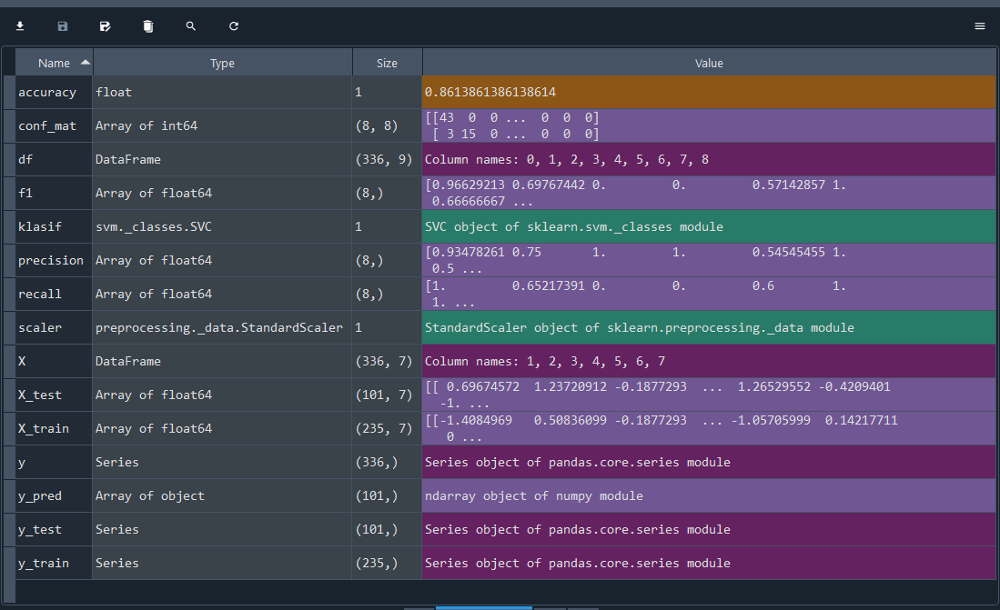 Name Type Size Value
accuracy float 1 0.8613861386138614
conf_mat Array of int64 (8, 8) [[43  0  0 ...  0  0  0]
[ 3 15  0 ...  0  0  0]
df DataFrame (336, 9) Column names: 0, 1, 2, 3, 4, 5, 6, 7, 8
f1 Array of float64 (8,) [0.96629213 0.69767442 0.         0.         0.57142857 1.
0.66666667 ...
klasif svm._classes.SVC 1 SVC object of sklearn.svm._classes module
precision Array of float64 (8,) [0.93478261 0.75       1.         1.         0.54545455 1.
0.5 ...
recall Array of float64 (8,) [1.         0.65217391 0.         0.         0.6        1.
1. ...
scaler preprocessing._data.StandardScaler 1 StandardScaler object of sklearn.preprocessing._data module
X DataFrame (336, 7) Column names: 1, 2, 3, 4, 5, 6, 7
X_test Array of float64 (101, 7) [[ 0.69674572  1.23720912 -0.1877293  ...  1.26529552 -0.4209401
-1. ...
X_train Array of float64 (235, 7) [[-1.4084969   0.50836099 -0.1877293  ... -1.05705999  0.14217711
0 ...
y Series (336,) Series object of pandas.core.series module
y_pred Array of object (101,) ndarray object of numpy module
y_test Series (101,) Series object of pandas.core.series module
y_train Series (235,) Series object of pandas.core.series module